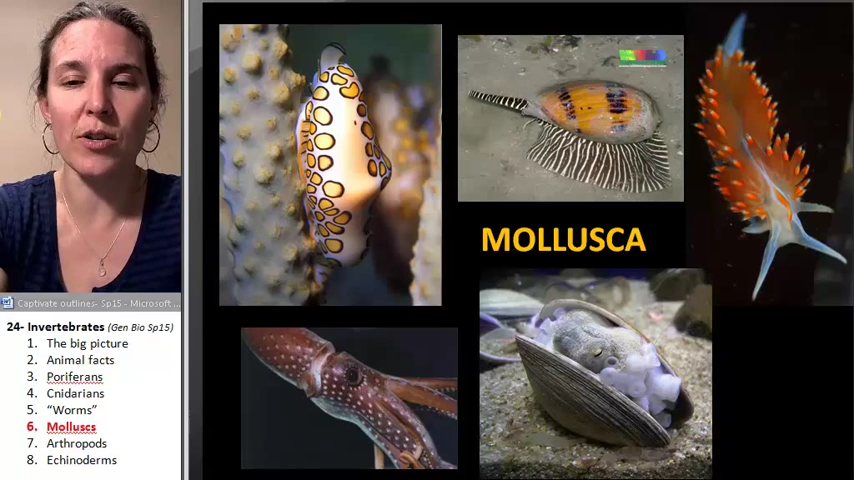 MOLLUSCA
Captivate outlines- Sp15 - Microsoft ...
24- Invertebrates (Gen Bio Sp15)
1. The big picture
2. Animal facts
3. Poriferans
4. Cnidarians
5. “Worms”
6. Molluscs
7. Arthropods
8. Echinoderms